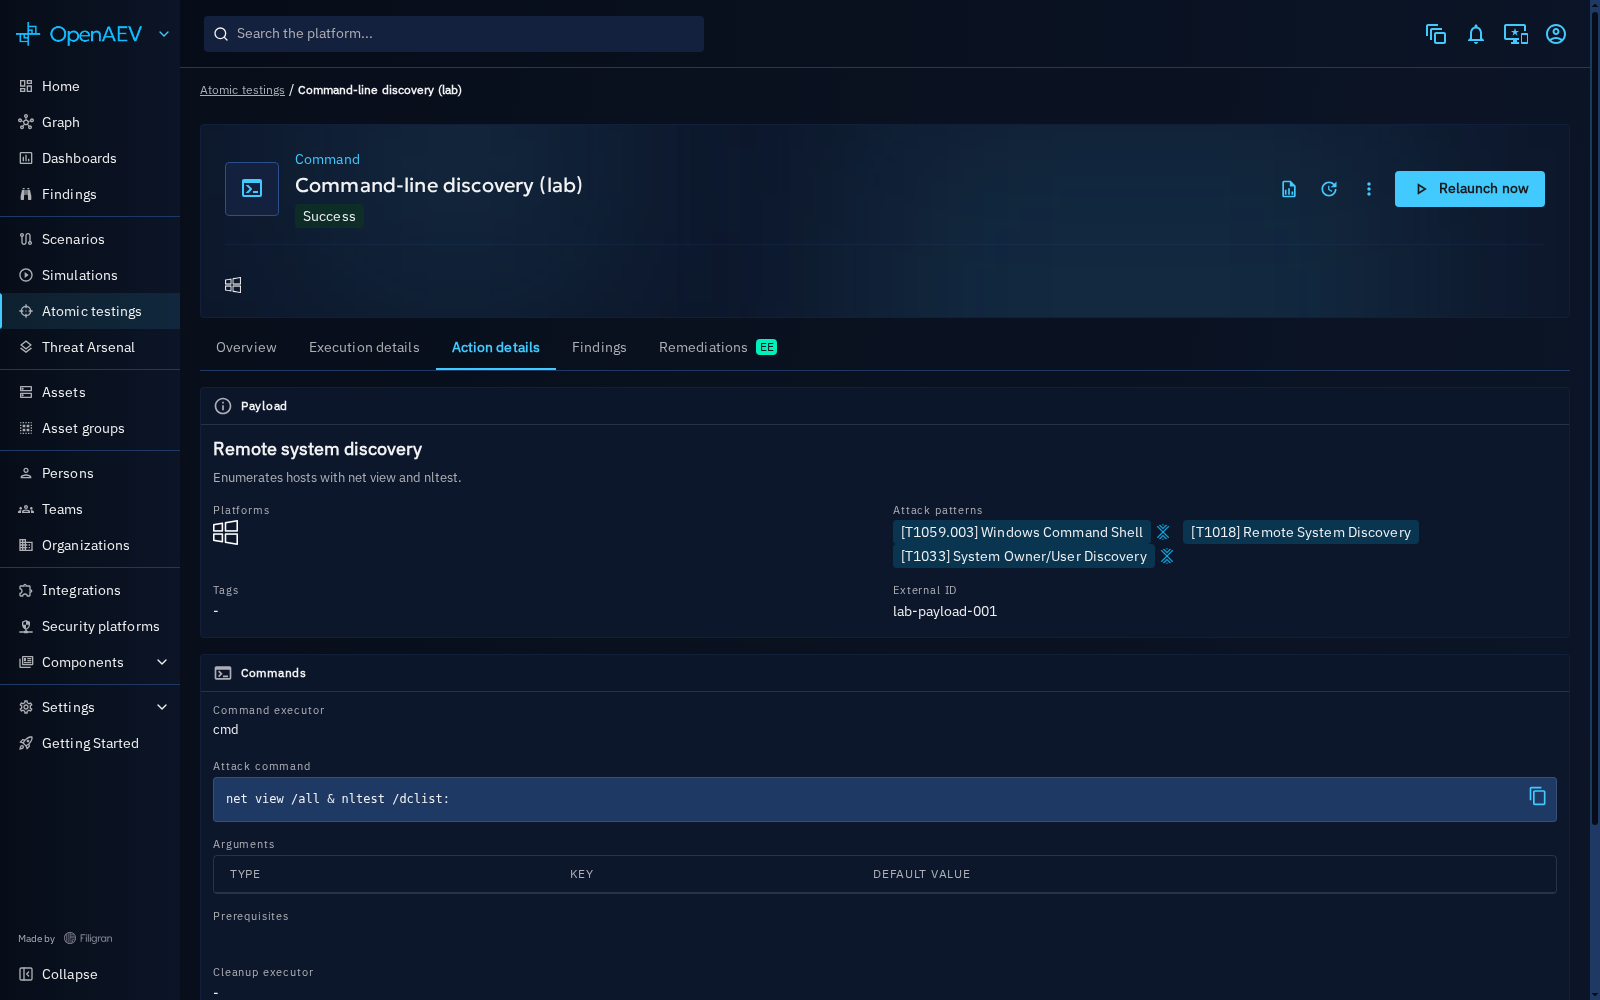 OpenAEV
Search the platform...
Home
Graph
Dashboards
Findings
Scenarios
Simulations
Atomic testings
Threat Arsenal
Assets
Asset groups
Persons
Teams
Organizations
Integrations
Security platforms
Components
Settings
Getting Started
Made by Filigran
Collapse
Atomic testings / Command-line discovery (lab)
Command
Command-line discovery (lab)
Success
Relaunch now
Overview Execution details Action details Findings Remediations EE
Payload
Remote system discovery
Enumerates hosts with net view and nltest.
Platforms
Attack patterns
[T1059.003] Windows Command Shell [T1018] Remote System Discovery
[T1033] System Owner/User Discovery
Tags
-
External ID
lab-payload-001
Commands
Command executor
cmd
Attack command
net view /all & nltest /dclist:
Arguments
TYPE KEY DEFAULT VALUE
Prerequisites
Cleanup executor
-